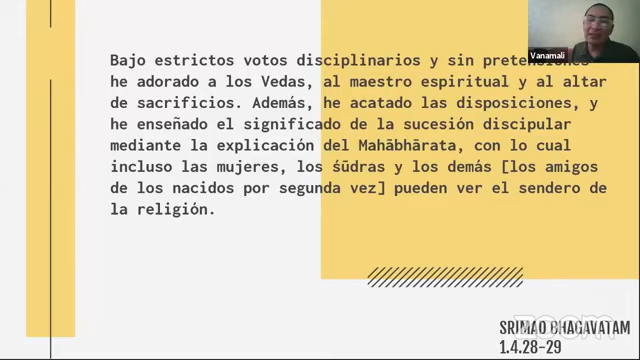 Vanamali
Bajo estrictos votos disciplinarios y sin pretensiones
he adorado a los Vedas, al maestro espiritual y al altar
de sacrificios. Además, he acatado las disposiciones, y
he enseñado el significado de la sucesión discipular
mediante la explicación del Mahābhārata, con lo cual
incluso las mujeres, los śūdras y los demás [los amigos
de los nacidos por segunda vez] pueden ver el sendero de
la religión.
zoom
SRIMAD BHAGAVATAM
1.4.28-29